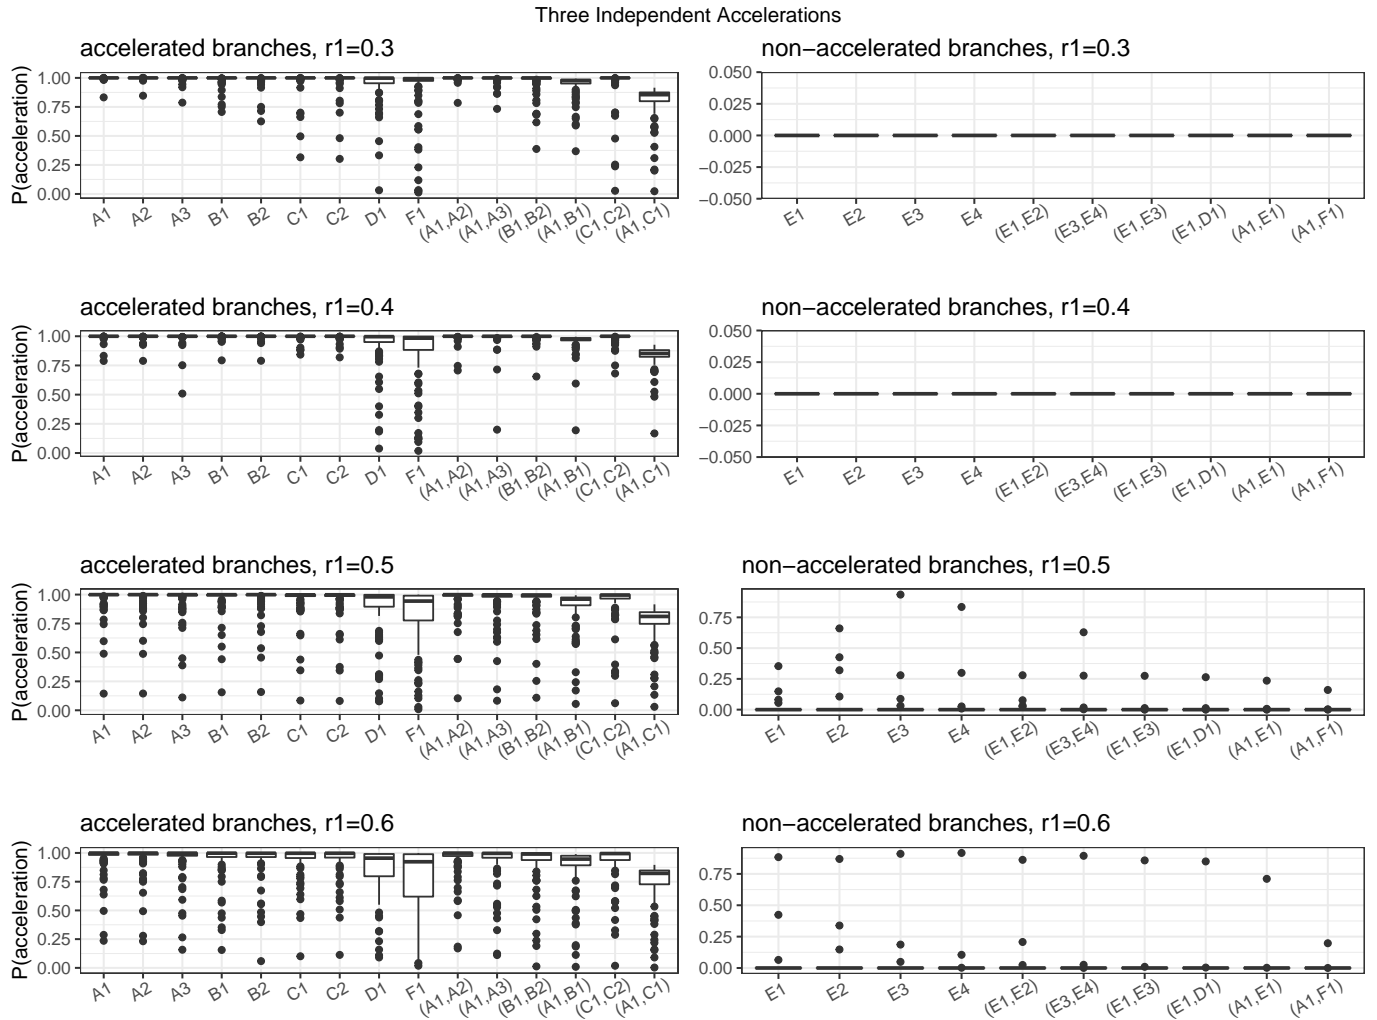 Three Independent Accelerations
accelerated branches, r1=0.3
P(acceleration)
1.00
0.75
0.50
0.25
0.00
A1 A2 A3 B1 B2 C1 C2 D1 F1 (A1,A2) (A1,A3) (B1,B2) (A1,B1) (C1,C2) (A1,C1)
non−accelerated branches, r1=0.3
0.050
0.025
0.000
−0.025
−0.050
E1 E2 E3 E4 (E1,E2) (E3,E4) (E1,E3) (E1,D1) (A1,E1) (A1,F1)
accelerated branches, r1=0.4
P(acceleration)
1.00
0.75
0.50
0.25
0.00
A1 A2 A3 B1 B2 C1 C2 D1 F1 (A1,A2) (A1,A3) (B1,B2) (A1,B1) (C1,C2) (A1,C1)
non−accelerated branches, r1=0.4
0.050
0.025
0.000
−0.025
−0.050
E1 E2 E3 E4 (E1,E2) (E3,E4) (E1,E3) (E1,D1) (A1,E1) (A1,F1)
accelerated branches, r1=0.5
P(acceleration)
1.00
0.75
0.50
0.25
0.00
A1 A2 A3 B1 B2 C1 C2 D1 F1 (A1,A2) (A1,A3) (B1,B2) (A1,B1) (C1,C2) (A1,C1)
non−accelerated branches, r1=0.5
0.75
0.50
0.25
0.00
E1 E2 E3 E4 (E1,E2) (E3,E4) (E1,E3) (E1,D1) (A1,E1) (A1,F1)
accelerated branches, r1=0.6
P(acceleration)
1.00
0.75
0.50
0.25
0.00
A1 A2 A3 B1 B2 C1 C2 D1 F1 (A1,A2) (A1,A3) (B1,B2) (A1,B1) (C1,C2) (A1,C1)
non−accelerated branches, r1=0.6
0.75
0.50
0.25
0.00
E1 E2 E3 E4 (E1,E2) (E3,E4) (E1,E3) (E1,D1) (A1,E1) (A1,F1)